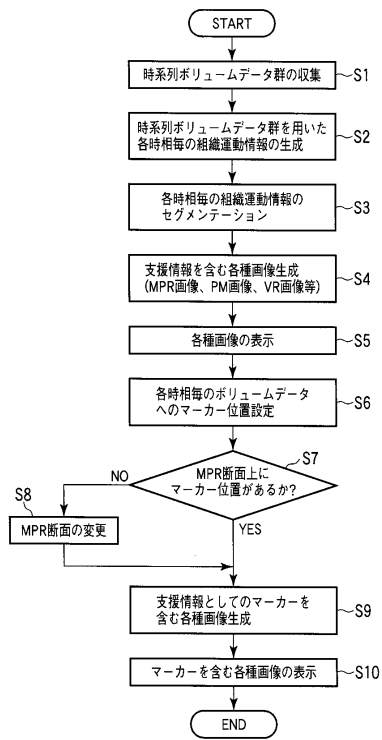 START
時系列ボリュームデータ群の収集
S1
時系列ボリュームデータ群を用いた
各時相毎の組織運動情報の生成
S2
各時相毎の組織運動情報の
セグメンテーション
S3
支援情報を含む各種画像生成
(MPR画像、PM画像、VR画像等)
S4
各種画像の表示
S5
各時相毎のボリュームデータ
へのマーカー位置設定
S6
S7
MPR断面上に
マーカー位置があるか?
NO
YES
S8
MPR断面の変更
支援情報としてのマーカーを
含む各種画像生成
S9
マーカーを含む各種画像の表示
S10
END